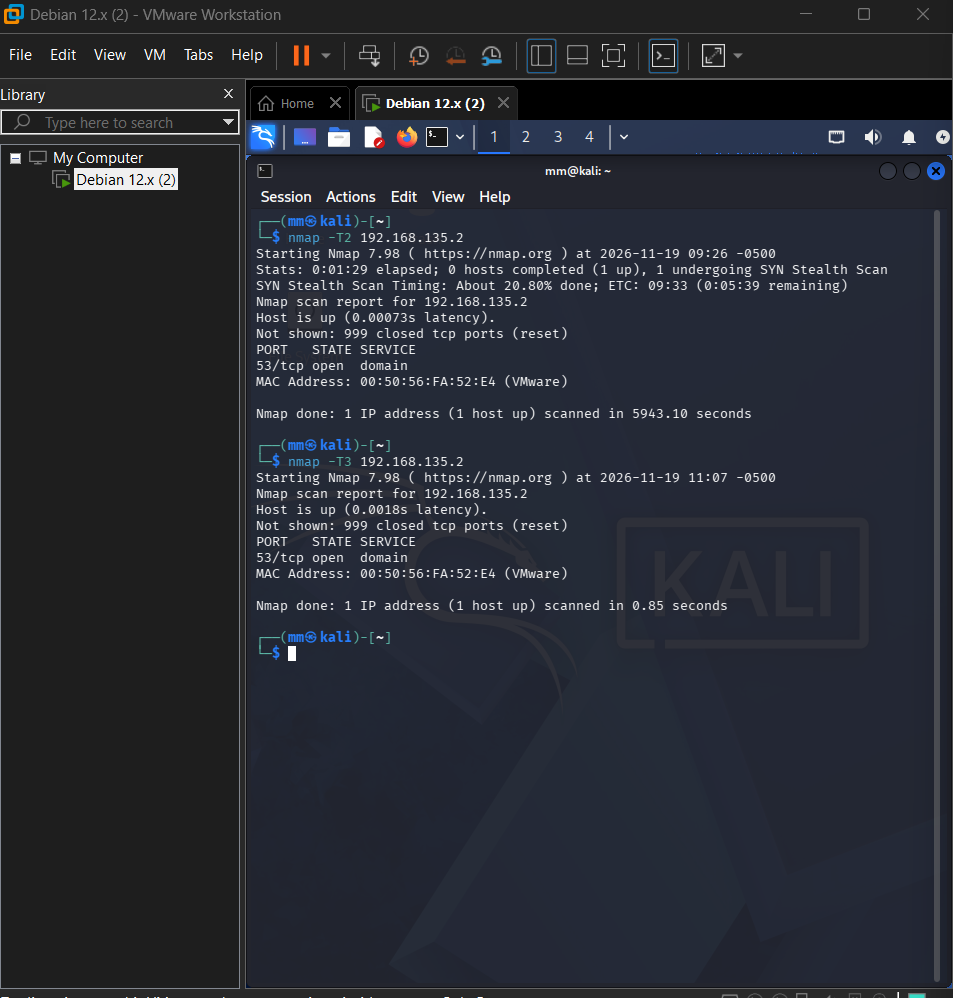 Debian 12.x (2) - VMware Workstation
File Edit View VM Tabs Help
Library
Type here to search
My Computer
Debian 12.x (2)
Home
Debian 12.x (2)
1 2 3 4
mm@kali: ~
Session Actions Edit View Help
┌──(mm㉿kali)-[~]
└─$ nmap -T2 192.168.135.2
Starting Nmap 7.98 ( https://nmap.org ) at 2026-11-19 09:26 -0500
Stats: 0:01:29 elapsed; 0 hosts completed (1 up), 1 undergoing SYN Stealth Scan
SYN Stealth Scan Timing: About 20.80% done; ETC: 09:33 (0:05:39 remaining)
Nmap scan report for 192.168.135.2
Host is up (0.00073s latency).
Not shown: 999 closed tcp ports (reset)
PORT   STATE SERVICE
53/tcp open  domain
MAC Address: 00:50:56:FA:52:E4 (VMware)
Nmap done: 1 IP address (1 host up) scanned in 5943.10 seconds
┌──(mm㉿kali)-[~]
└─$ nmap -T3 192.168.135.2
Starting Nmap 7.98 ( https://nmap.org ) at 2026-11-19 11:07 -0500
Nmap scan report for 192.168.135.2
Host is up (0.0018s latency).
Not shown: 999 closed tcp ports (reset)
PORT   STATE SERVICE
53/tcp open  domain
MAC Address: 00:50:56:FA:52:E4 (VMware)
Nmap done: 1 IP address (1 host up) scanned in 0.85 seconds
┌──(mm㉿kali)-[~]
└─$
KALI